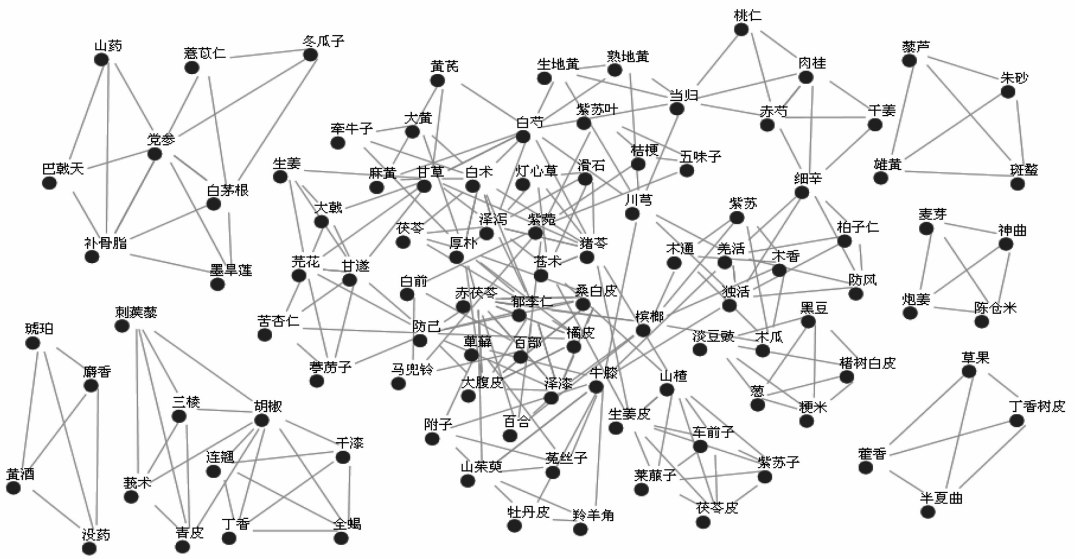 桃仁
冬瓜子
山药
薏苡仁
藜芦
熟地黄
生地黄
肉桂
黄芪
朱砂
当归
紫苏叶
赤芍
干姜
大黄
白芍
牵牛子
党参
桔梗
五味子
雄黄
斑蝥
巴戟天
生姜
麻黄
甘草
白术
灯心草
滑石
细辛
白茅根
川芎
紫苏
大戟
泽泻
紫菀
柏子仁
麦芽
神曲
茯苓
厚朴
猪苓
补骨脂
木通
羌活
木香
墨旱莲
芫花
甘遂
苍术
防风
白前
赤茯苓
郁李仁
桑白皮
独活
炮姜
陈仓米
刺蒺藜
黑豆
苦杏仁
防己
槟榔
琥珀
橘皮
淡豆豉
木瓜
萆薢
百部
草果
葶苈子
马兜铃
楮树白皮
麝香
大腹皮
泽漆
牛膝
山楂
葱
粳米
三棱
胡椒
丁香树皮
附子
百合
生姜皮
车前子
干漆
连翘
藿香
黄酒
莪术
山茱萸
菟丝子
莱菔子
紫苏子
半夏曲
茯苓皮
没药
青皮
丁香
全蝎
牡丹皮
羚羊角